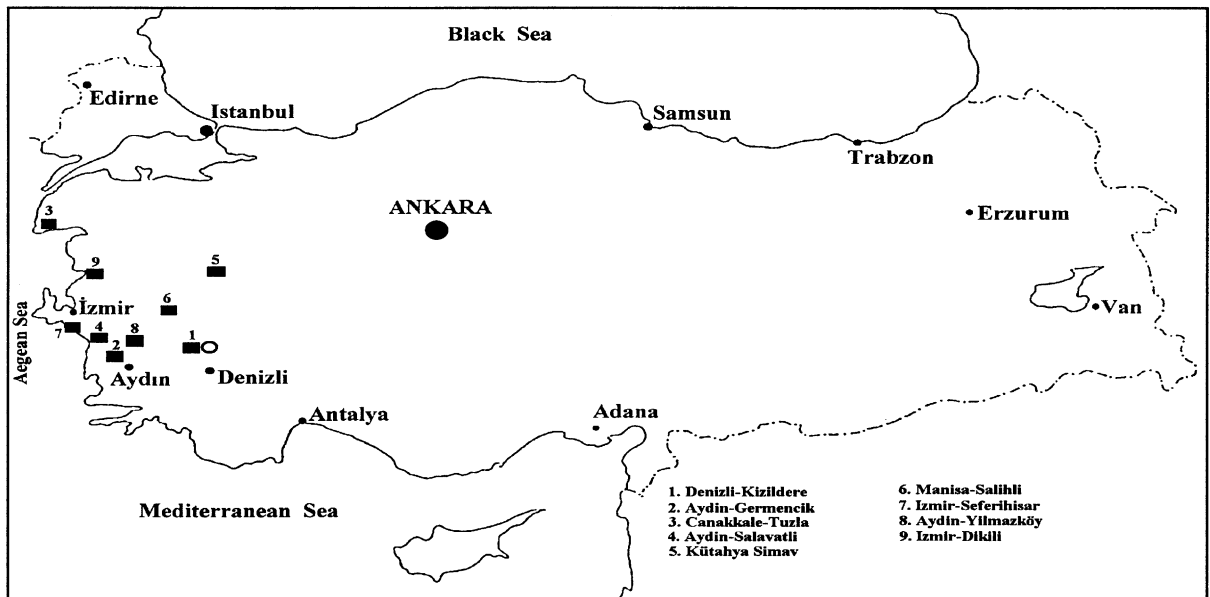 Black Sea
Edirne
Istanbul
Samsun
Trabzon
ANKARA
Erzurum
3
9
5
6
İzmir
Van
7
4
8
2
1
Aydın
Denizli
Aegean Sea
Antalya
Adana
Mediterranean Sea
1. Denizli-Kizildere
2. Aydin-Germencik
3. Canakkale-Tuzla
4. Aydin-Salavatli
5. Kütahya Simav
6. Manisa-Salihli
7. Izmir-Seferihisar
8. Aydin-Yilmazköy
9. Izmir-Dikili